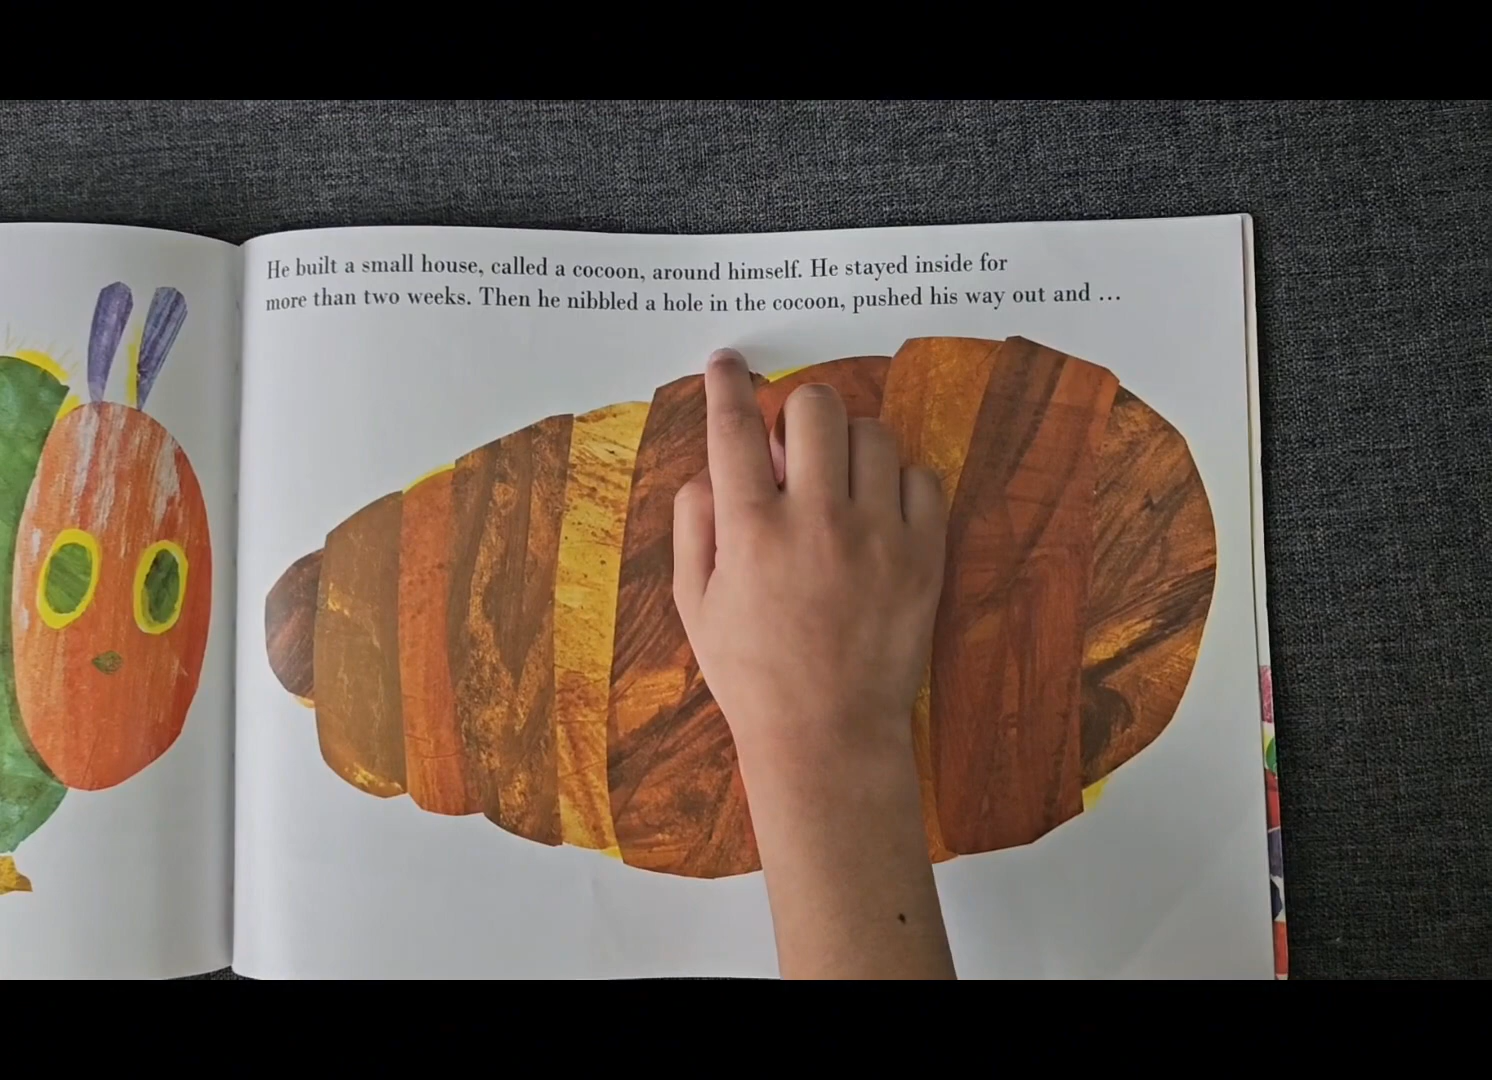 He built a small house, called a cocoon, around himself. He stayed inside for
more than two weeks. Then he nibbled a hole in the cocoon, pushed his way out and ...